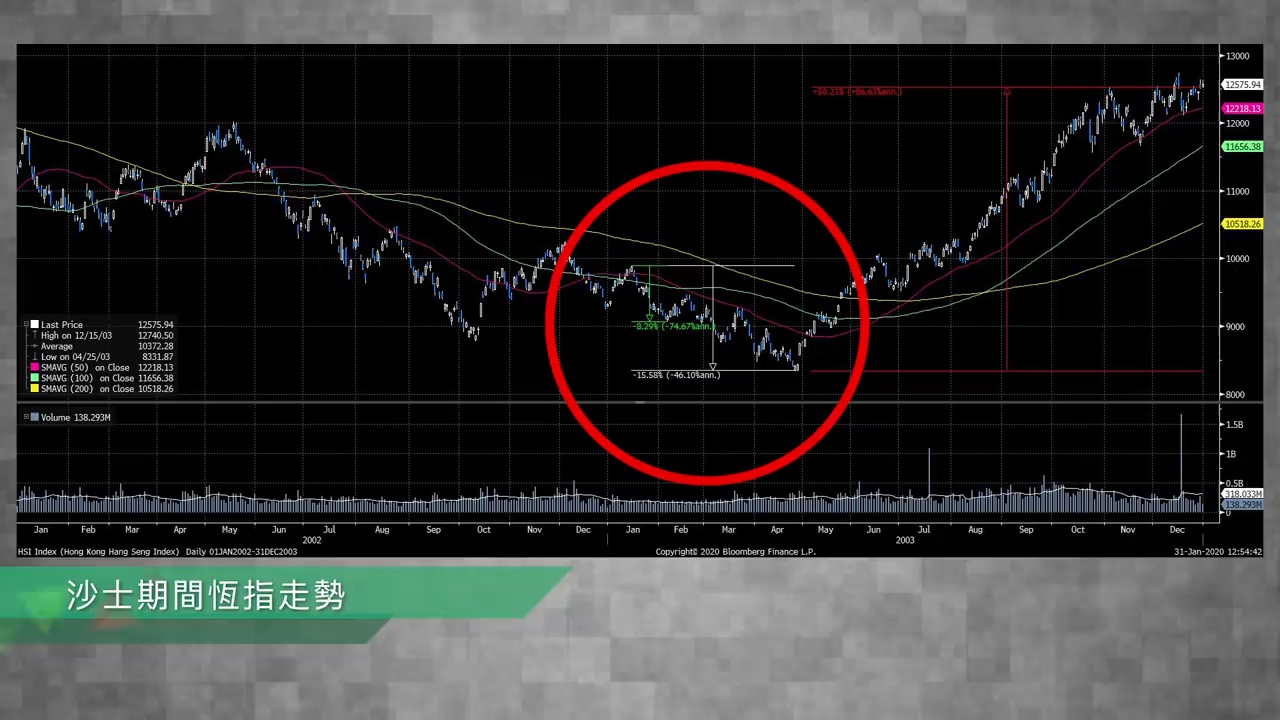 13000
+50.21% (-86.63%ann.)
12575.94
12218.13
12000
11656.38
11000
10518.26
10000
9000
8000
-8.29% (-74.67%ann.)
-15.58% (-46.10%ann.)
Last Price 12575.94
High on 12/15/03 12740.50
Average 10372.28
Low on 04/25/03 8331.87
SMAVG (50) on Close 12218.13
SMAVG (100) on Close 11656.38
SMAVG (200) on Close 10518.26
Volume 138.293M
1.5B
1B
0.5B
318.033M
138.293M
0
Jan Feb Mar Apr May Jun Jul Aug Sep Oct Nov Dec Jan Feb Mar Apr May Jun Jul Aug Sep Oct Nov Dec
2002 2003
HSI Index (Hong Kong Hang Seng Index) Daily 01JAN2002-31DEC2003 Copyright© 2020 Bloomberg Finance L.P. 31-Jan-2020 12:54:42
沙士期間恆指走勢